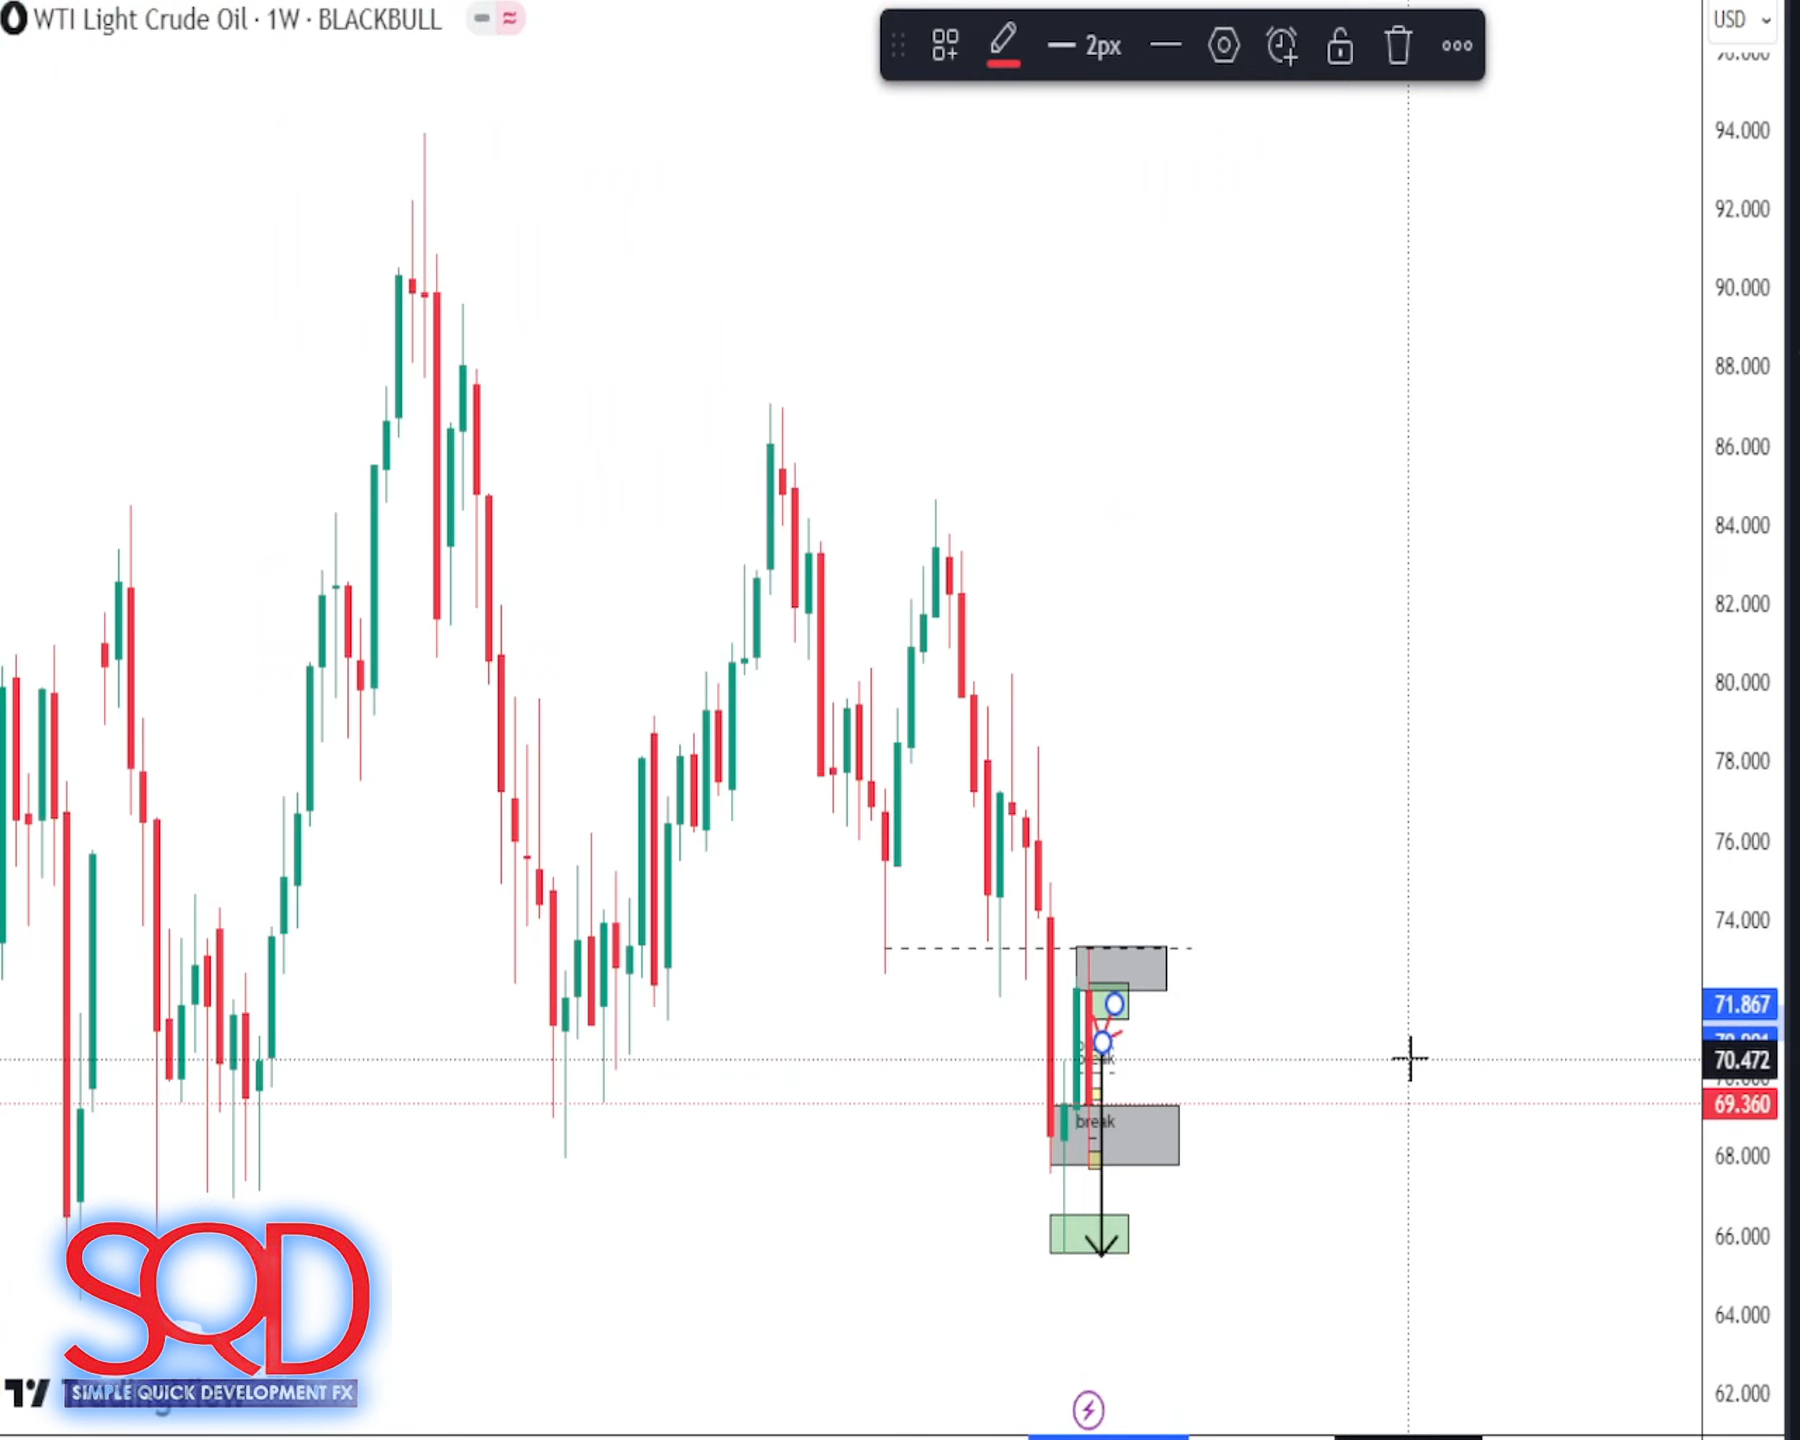 WTI Light Crude Oil · 1W · BLACKBULL
2px
USD
94.000
92.000
90.000
88.000
86.000
84.000
82.000
80.000
78.000
76.000
74.000
71.867
70.472
69.360
68.000
66.000
64.000
62.000
break
break
SQD
SIMPLE QUICK DEVELOPMENT FX